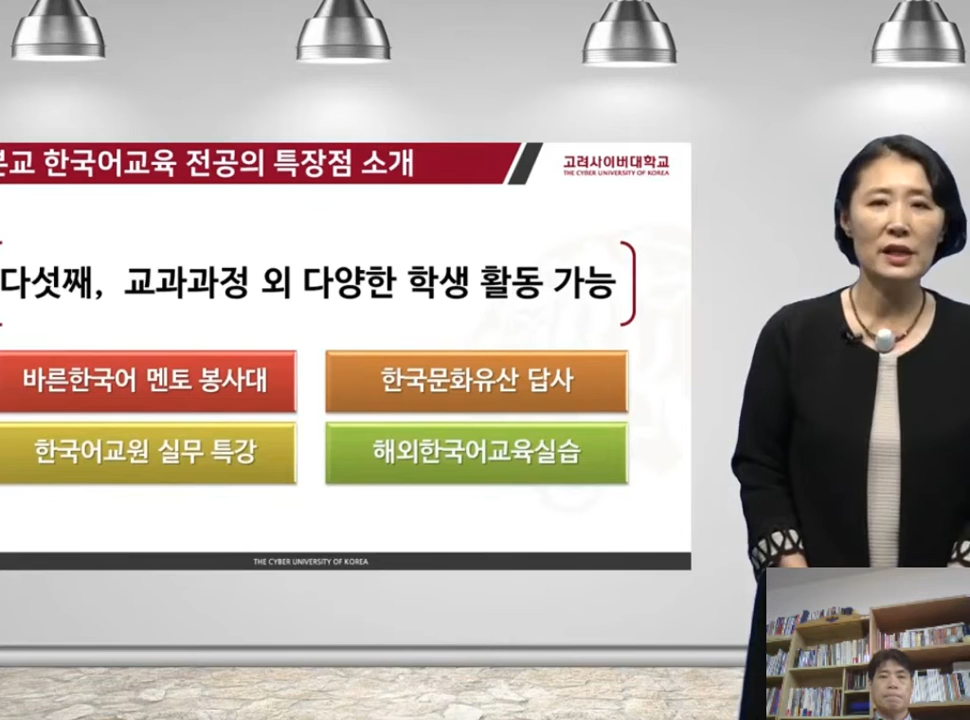 본교 한국어교육 전공의 특장점 소개
고려사이버대학교
THE CYBER UNIVERSITY OF KOREA
다섯째, 교과과정 외 다양한 학생 활동 가능
바른한국어 멘토 봉사대
한국문화유산 답사
한국어교원 실무 특강
해외한국어교육실습
THE CYBER UNIVERSITY OF KOREA